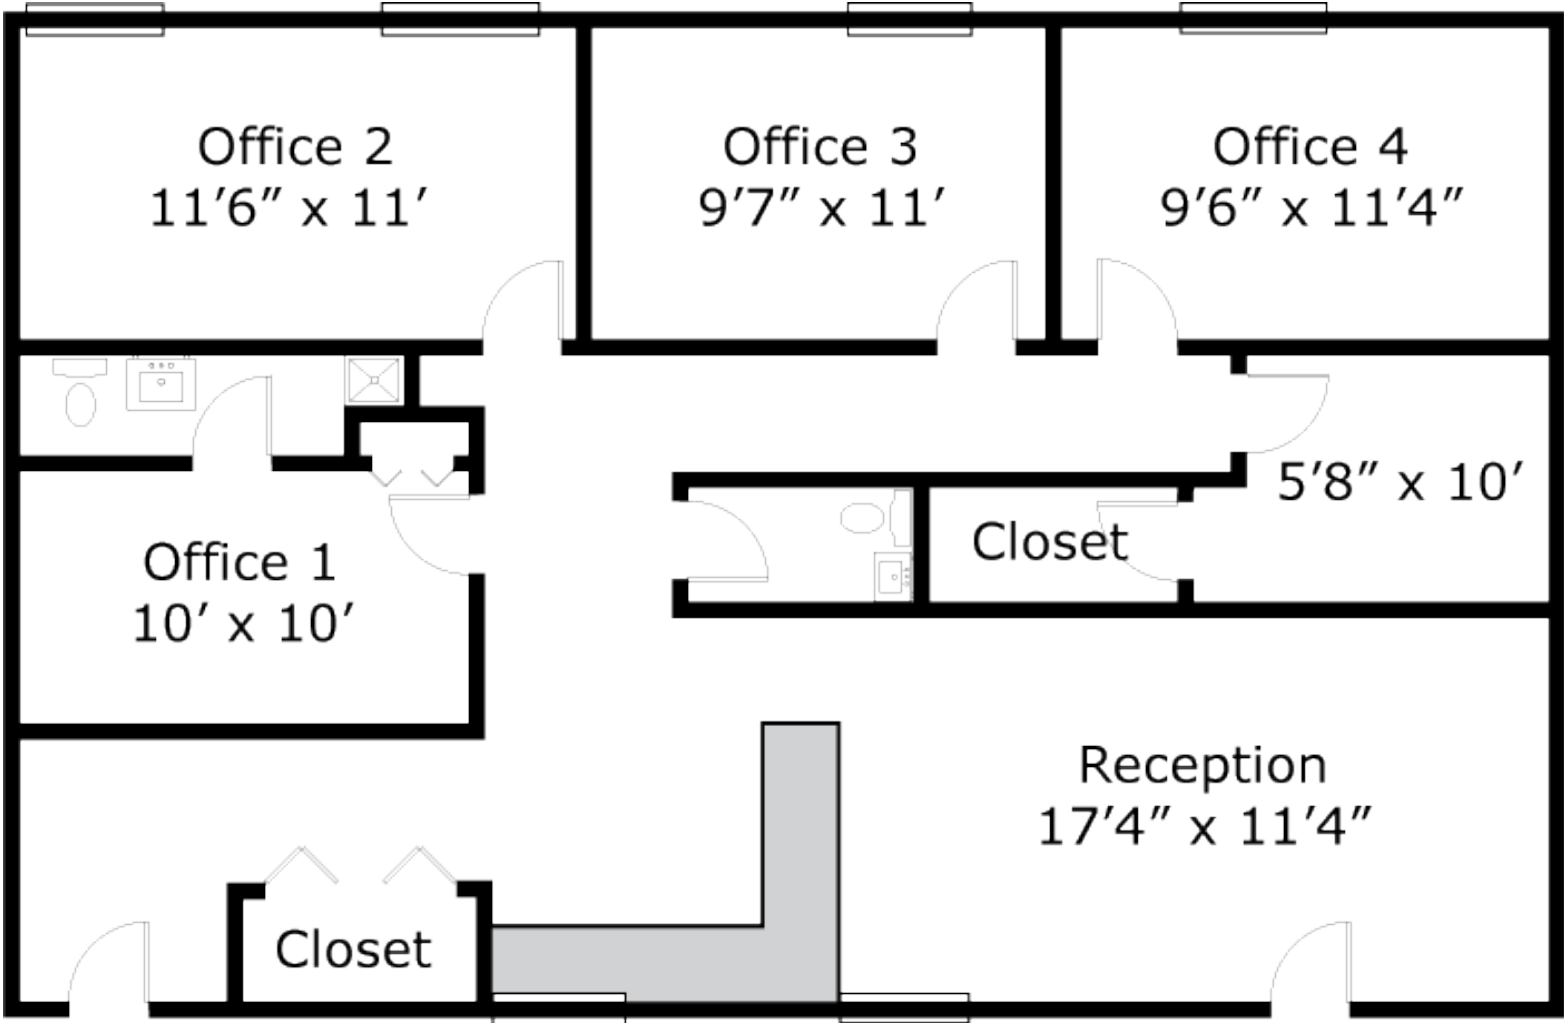 Office 2
11′6″ x 11′
Office 3
9′7″ x 11′
Office 4
9′6″ x 11′4″
5′8″ x 10′
Closet
Office 1
10′ x 10′
Reception
17′4″ x 11′4″
Closet